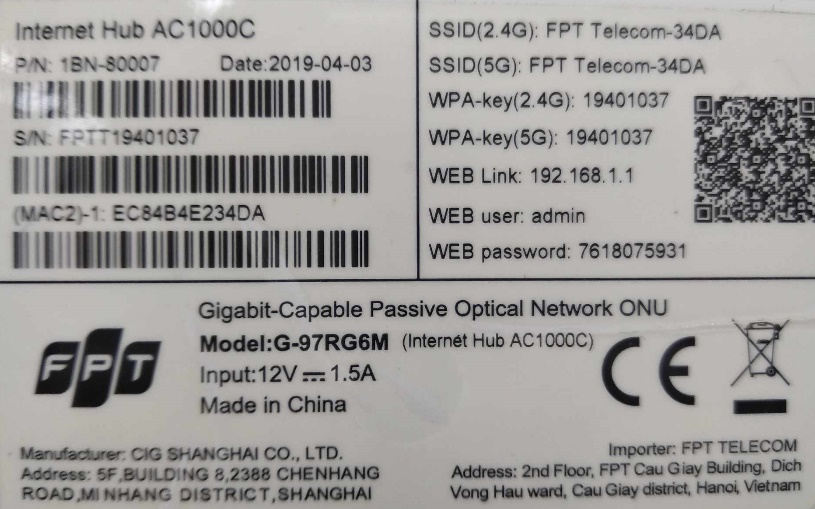 Internet Hub AC1000C
P/N: 1BN-80007 Date:2019-04-03
S/N: FPTT19401037
(MAC2)-1: EC84B4E234DA
SSID(2.4G): FPT Telecom-34DA
SSID(5G): FPT Telecom-34DA
WPA-key(2.4G): 19401037
WPA-key(5G): 19401037
WEB Link: 192.168.1.1
WEB user: admin
WEB password: 7618075931
Gigabit-Capable Passive Optical Network ONU
Model:G-97RG6M (Internet Hub AC1000C)
Input:12V⎓1.5A
Made in China
FPT
CE
Manufacturer: CIG SHANGHAI CO., LTD.
Address: 5F,BUILDING 8,2388 CHENHANG
ROAD,MINHANG DISTRICT,SHANGHAI
Importer: FPT TELECOM
Address: 2nd Floor, FPT Cau Giay Building, Dich
Vong Hau ward, Cau Giay district, Hanoi, Vietnam